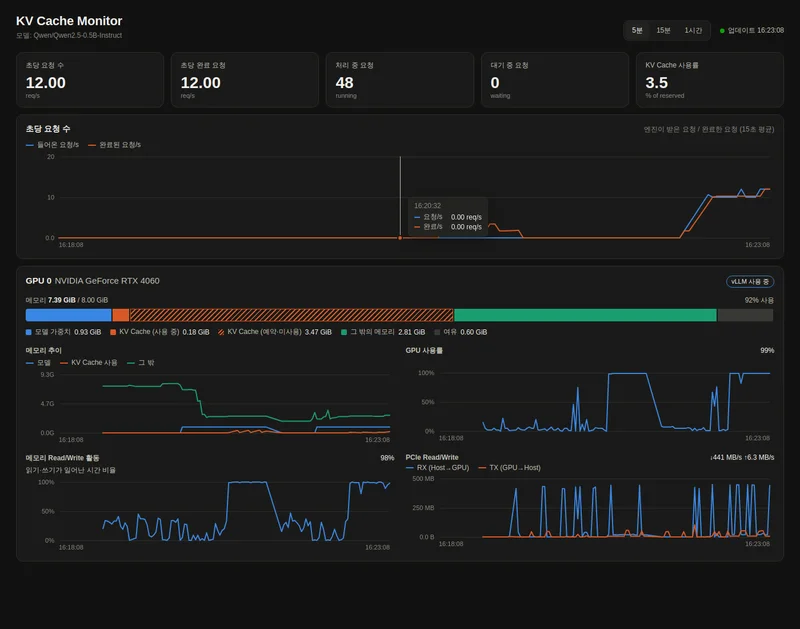 KV Cache Monitor
모델: Qwen/Qwen2.5-0.5B-Instruct
5분 15분 1시간 업데이트 16:23:08
초당 요청 수
12.00
req/s
초당 완료 요청
12.00
req/s
처리 중 요청
48
running
대기 중 요청
0
waiting
KV Cache 사용률
3.5
% of reserved
초당 요청 수 엔진이 받은 요청 / 완료한 요청 (15초 평균)
들어온 요청/s 완료된 요청/s
20
10
0.0
16:20:32
요청/s 0.00 req/s
완료/s 0.00 req/s
16:18:08 16:23:08
GPU 0 NVIDIA GeForce RTX 4060 vLLM 사용 중
메모리 7.39 GiB / 8.00 GiB 92% 사용
모델 가중치 0.93 GiB KV Cache (사용 중) 0.18 GiB KV Cache (예약·미사용) 3.47 GiB 그 밖의 메모리 2.81 GiB 여유 0.60 GiB
메모리 추이
모델 KV Cache 사용 그 밖
9.3G
4.7G
0.0G
16:18:08 16:23:08
GPU 사용률 99%
100%
50%
0%
16:18:08 16:23:08
메모리 Read/Write 활동 98%
읽기·쓰기가 일어난 시간 비율
100%
50%
0%
16:18:08 16:23:08
PCIe Read/Write ↓441 MB/s ↑6.3 MB/s
RX (Host→GPU) TX (GPU→Host)
500 MB
250 MB
0.0 B
16:18:08 16:23:08